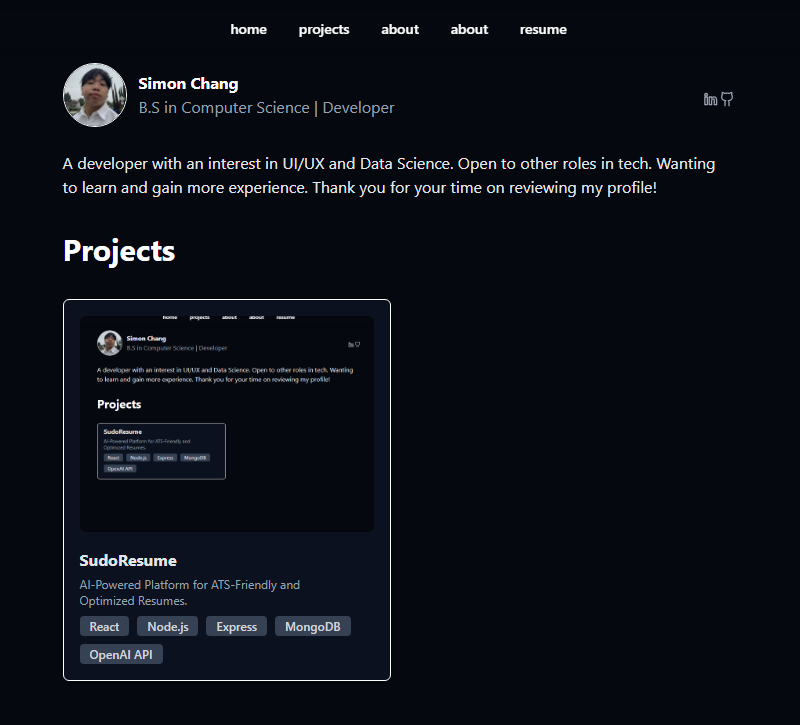 home projects about about resume
Simon Chang
B.S in Computer Science | Developer
in
A developer with an interest in UI/UX and Data Science. Open to other roles in tech. Wanting
to learn and gain more experience. Thank you for your time on reviewing my profile!
Projects
home projects about about resume
Simon Chang
B.S in Computer Science | Developer
A developer with an interest in UI/UX and Data Science. Open to other roles in tech. Wanting
to learn and gain more experience. Thank you for your time on reviewing my profile!
Projects
SudoResume
AI-Powered Platform for ATS-Friendly and
Optimized Resumes.
React Node.js Express MongoDB
OpenAI API
SudoResume
AI-Powered Platform for ATS-Friendly and
Optimized Resumes.
React Node.js Express MongoDB
OpenAI API